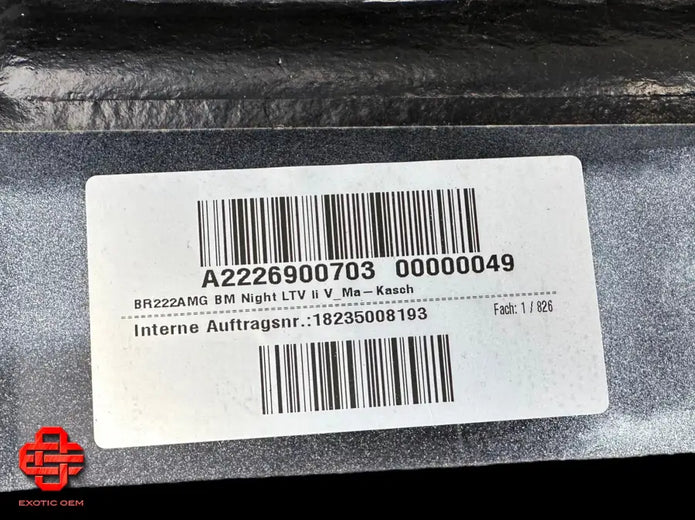 A2226900703 00000049
BR222AMG BM Night LTV li V_Ma-Kasch
Interne Auftragsnr.:18235008193
Fach: 1 / 826
EXOTIC OEM